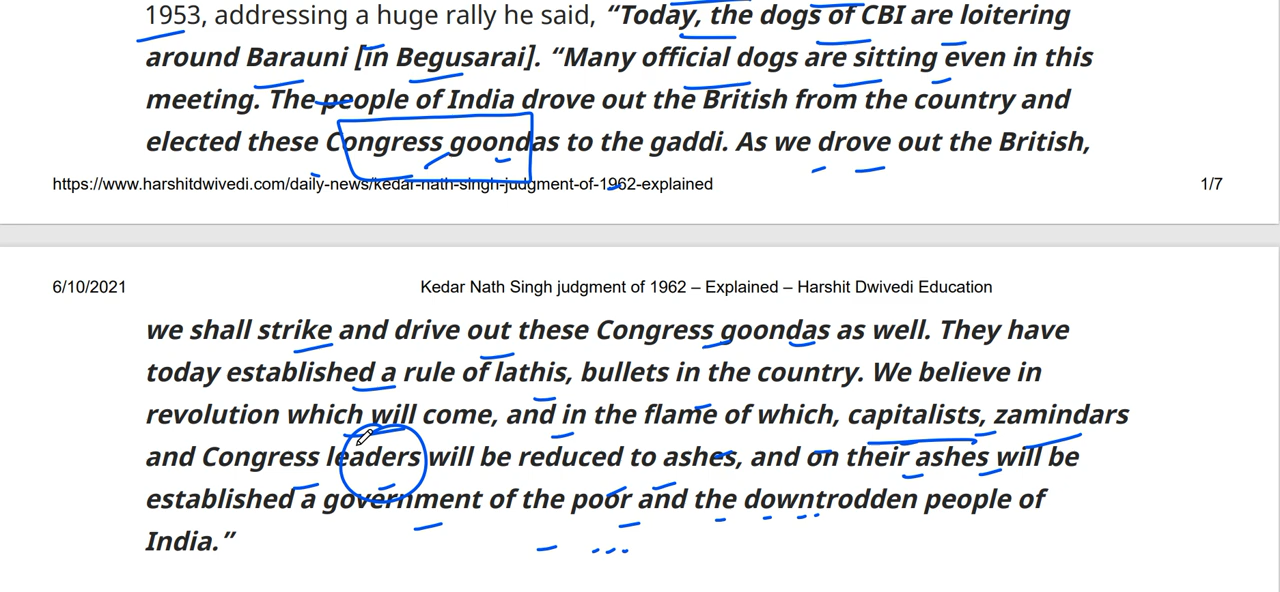 1953, addressing a huge rally he said, “Today, the dogs of CBI are loitering
around Barauni [in Begusarai]. “Many official dogs are sitting even in this
meeting. The people of India drove out the British from the country and
elected these Congress goondas to the gaddi. As we drove out the British,
https://www.harshitdwivedi.com/daily-news/kedar-nath-singh-judgment-of-1962-explained 1/7
6/10/2021 Kedar Nath Singh judgment of 1962 – Explained – Harshit Dwivedi Education
we shall strike and drive out these Congress goondas as well. They have
today established a rule of lathis, bullets in the country. We believe in
revolution which will come, and in the flame of which, capitalists, zamindars
and Congress leaders will be reduced to ashes, and on their ashes will be
established a government of the poor and the downtrodden people of
India.”